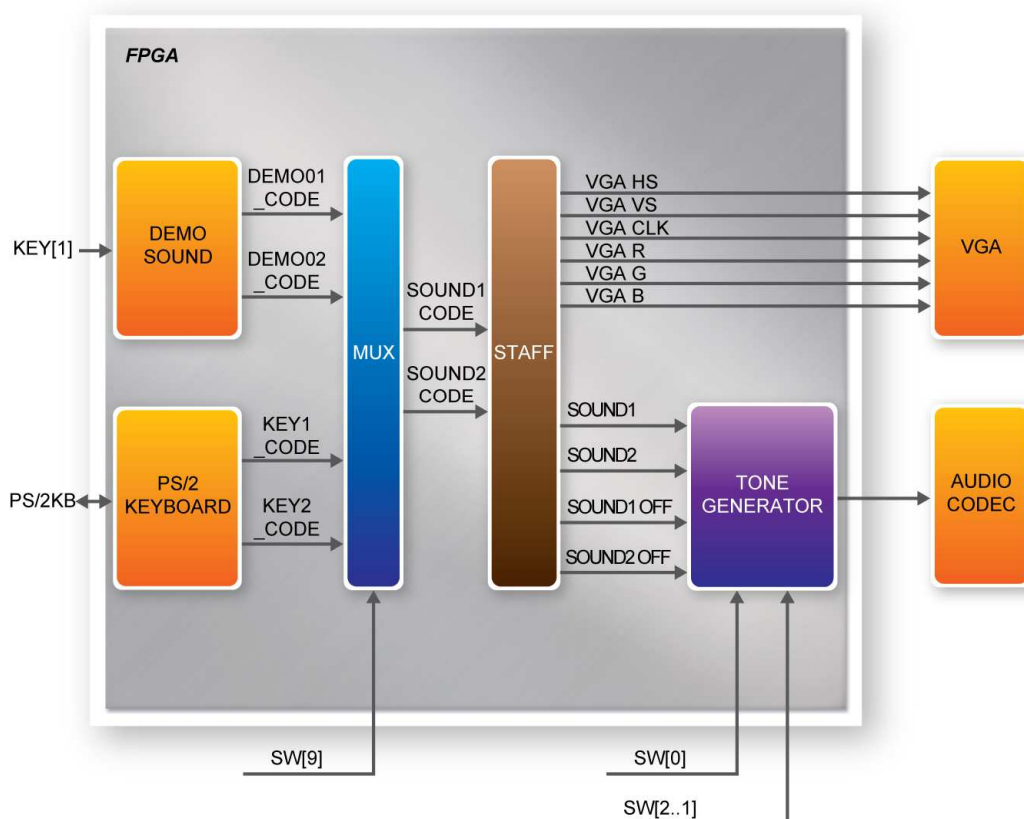 FPGA
DEMO01
_CODE
DEMO
SOUND
KEY[1]
DEMO02
_CODE
SOUND1
CODE
MUX
SOUND2
CODE
STAFF
VGA HS
VGA VS
VGA CLK
VGA R
VGA G
VGA B
VGA
PS/2KB
PS/2
KEYBOARD
KEY1
_CODE
KEY2
_CODE
SOUND1
SOUND2
SOUND1 OFF
SOUND2 OFF
TONE
GENERATOR
AUDIO
CODEC
SW[9]
SW[0]
SW[2..1]